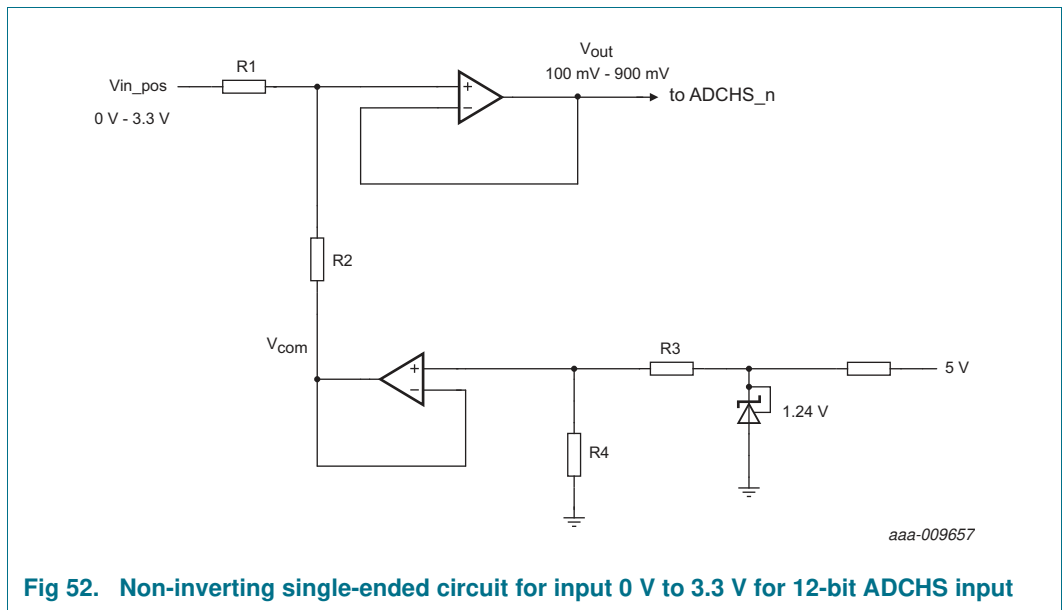 Vout
100 mV - 900 mV
R1
Vin_pos
0 V - 3.3 V
+
−
to ADCHS_n
R2
Vcom
+
−
R3
5 V
1.24 V
R4
aaa-009657
Fig 52. Non-inverting single-ended circuit for input 0 V to 3.3 V for 12-bit ADCHS input